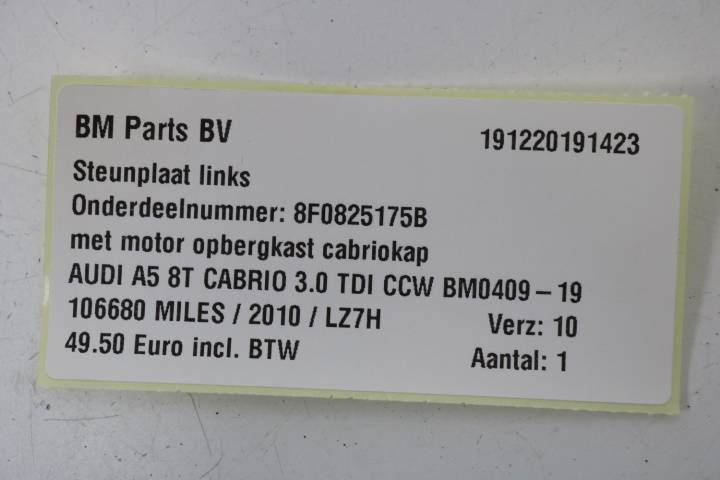 BM Parts BV 191220191423
Steunplaat links
Onderdeelnummer: 8F0825175B
met motor opbergkast cabriokap
AUDI A5 8T CABRIO 3.0 TDI CCW BM0409-19
106680 MILES / 2010 / LZ7H Verz: 10
49.50 Euro incl. BTW Aantal: 1